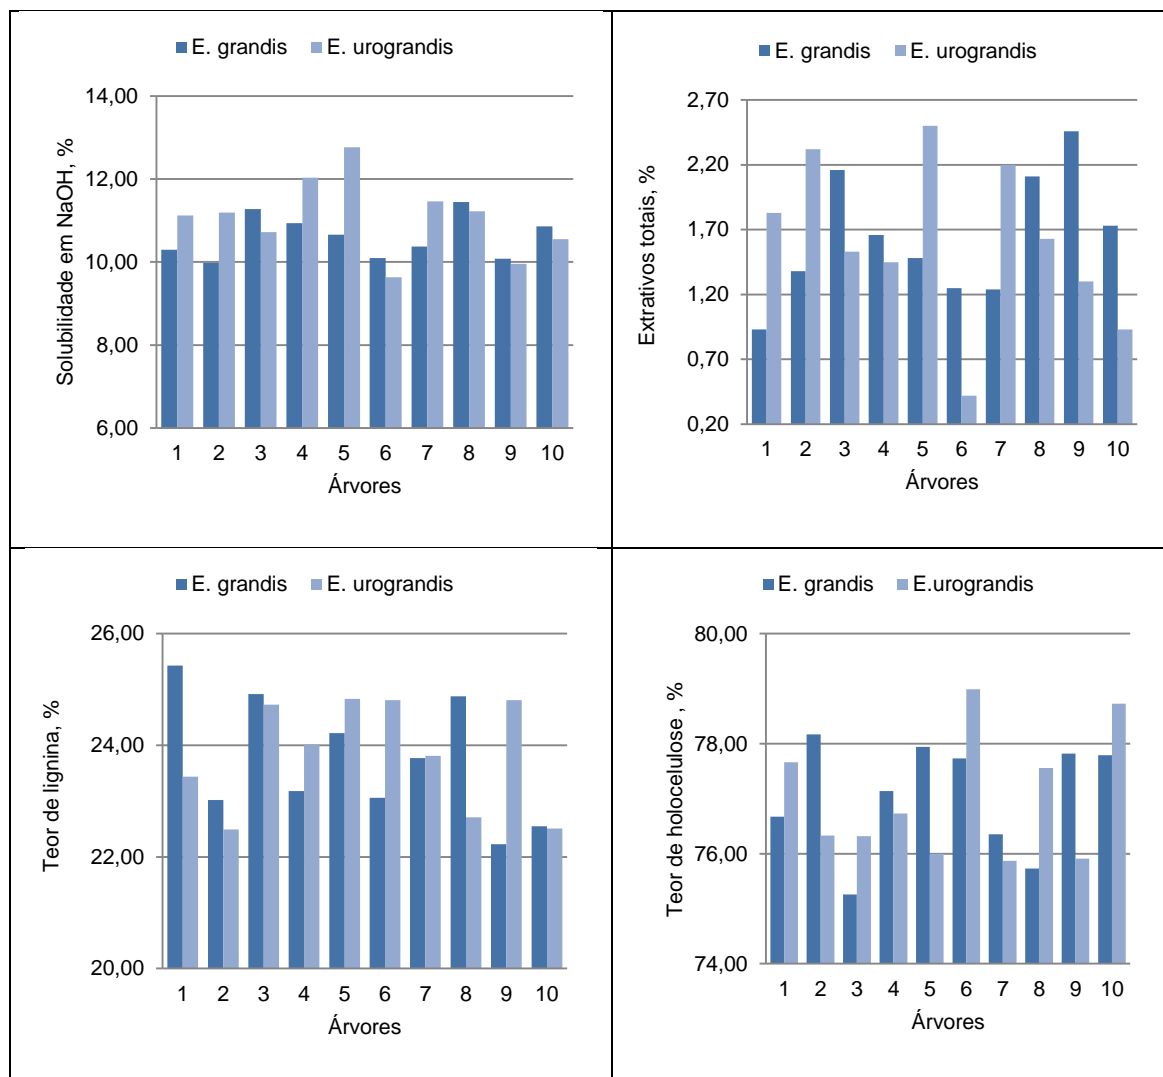 E. grandis E. urograndis
Solubilidade em NaOH, %
14,00
12,00
10,00
8,00
6,00
1 2 3 4 5 6 7 8 9 10
Árvores
E. grandis E. urograndis
Extrativos totais, %
2,70
2,20
1,70
1,20
0,70
0,20
1 2 3 4 5 6 7 8 9 10
Árvores
E. grandis E. urograndis
Teor de lignina, %
26,00
24,00
22,00
20,00
1 2 3 4 5 6 7 8 9 10
Árvores
E. grandis E.urograndis
Teor de holocelulose , %
80,00
78,00
76,00
74,00
1 2 3 4 5 6 7 8 9 10
Árvores